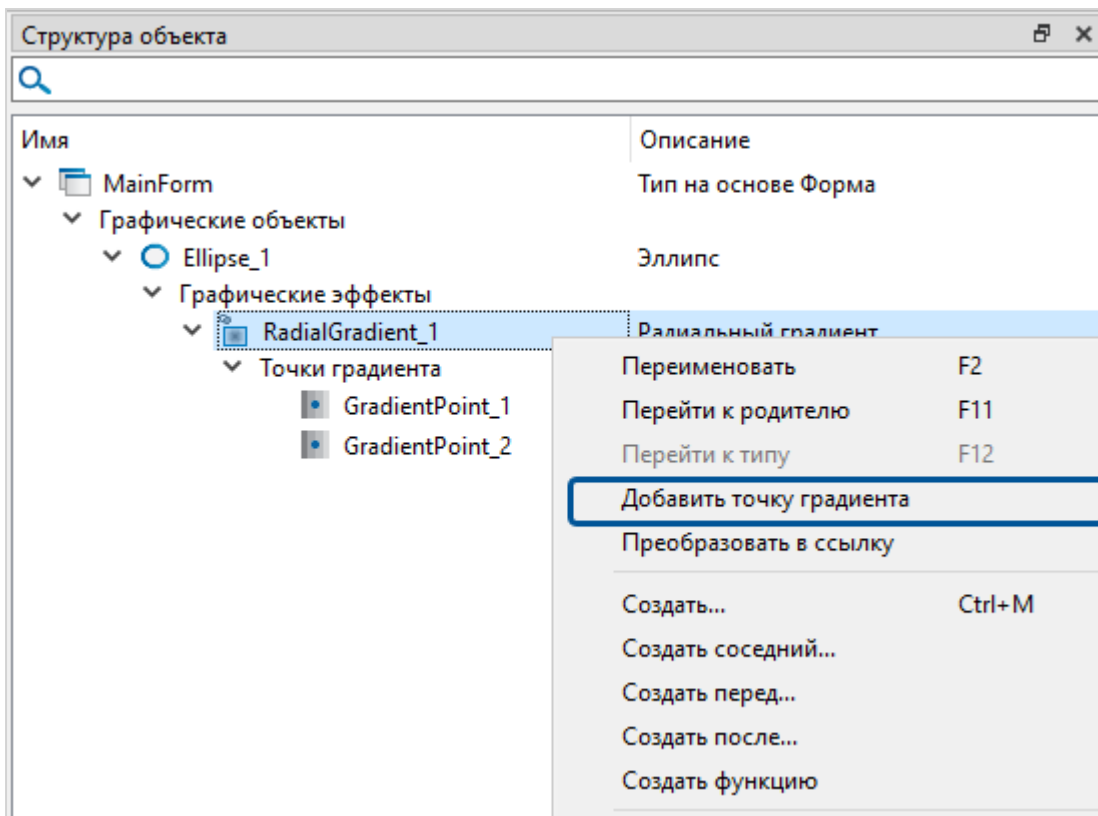 Структура объекта
Имя Описание
MainForm Тип на основе Форма
Графические объекты
Ellipse_1 Эллипс
Графические эффекты
RadialGradient_1 Радиальный градиент
Точки градиента
GradientPoint_1
GradientPoint_2
Переименовать F2
Перейти к родителю F11
Перейти к типу F12
Добавить точку градиента
Преобразовать в ссылку
Создать... Ctrl+M
Создать соседний...
Создать перед...
Создать после...
Создать функцию